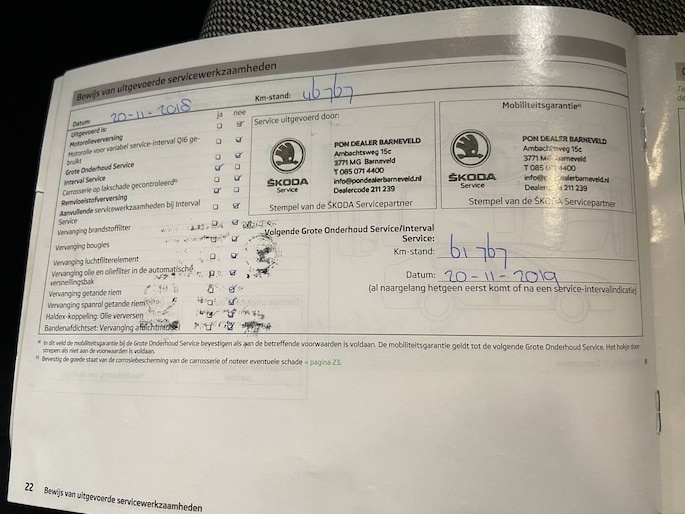 Bewijs van uitgevoerde servicewerkzaamheden
Datum: 20-11-2018
Km-stand: 46767
ja nee
Uitgevoerd is:
Motorolieverversing
Motorolie voor variabel service-interval QI6 ge-
bruikt
Grote Onderhoud Service
Interval Service
Carrosserie op lakschade gecontroleerd b)
Remvloeistofverversing
Aanvullende servicewerkzaamheden bij Interval
Service
Vervanging brandstoffilter
Vervanging bougies
Vervanging luchtfilterelement
Vervanging olie en oliefilter in de automatische
versnellingsbak
Vervanging getande riem
Vervanging spanrol getande riem
Haldex-koppeling: Olie verversen
Bandenafdichtset: Vervanging
Service uitgevoerd door:
ŠKODA
Service
PON DEALER BARNEVELD
Ambachtsweg 15c
3771 MG Barneveld
T 085 071 4400
info@pondealerbarneveld.nl
Dealercode 211 239
Stempel van de ŠKODA Servicepartner
Mobiliteitsgarantie a)
ŠKODA
Service
PON DEALER BARNEVELD
Ambachtsweg 15c
3771 MG Barneveld
T 085 071 4400
info@pondealerbarneveld.nl
Dealercode 211 239
Stempel van de ŠKODA Servicepartner
Volgende Grote Onderhoud Service/Interval
Service:
Km-stand: 61767
Datum: 20-11-2019
(al naargelang hetgeen eerst komt of na een service-intervalindicatie)
a) In dit veld de mobiliteitsgarantie bij de Grote Onderhoud Service bevestigen als aan de betreffende voorwaarden is voldaan. De mobiliteitsgarantie geldt tot de volgende Grote Onderhoud Service. Het hokje door-
strepen als niet aan de voorwaarden is voldaan.
b) Bevestig de goede staat van de corrosiebescherming van de carrosserie of noteer eventuele schade » pagina 23.
22 Bewijs van uitgevoerde servicewerkzaamheden